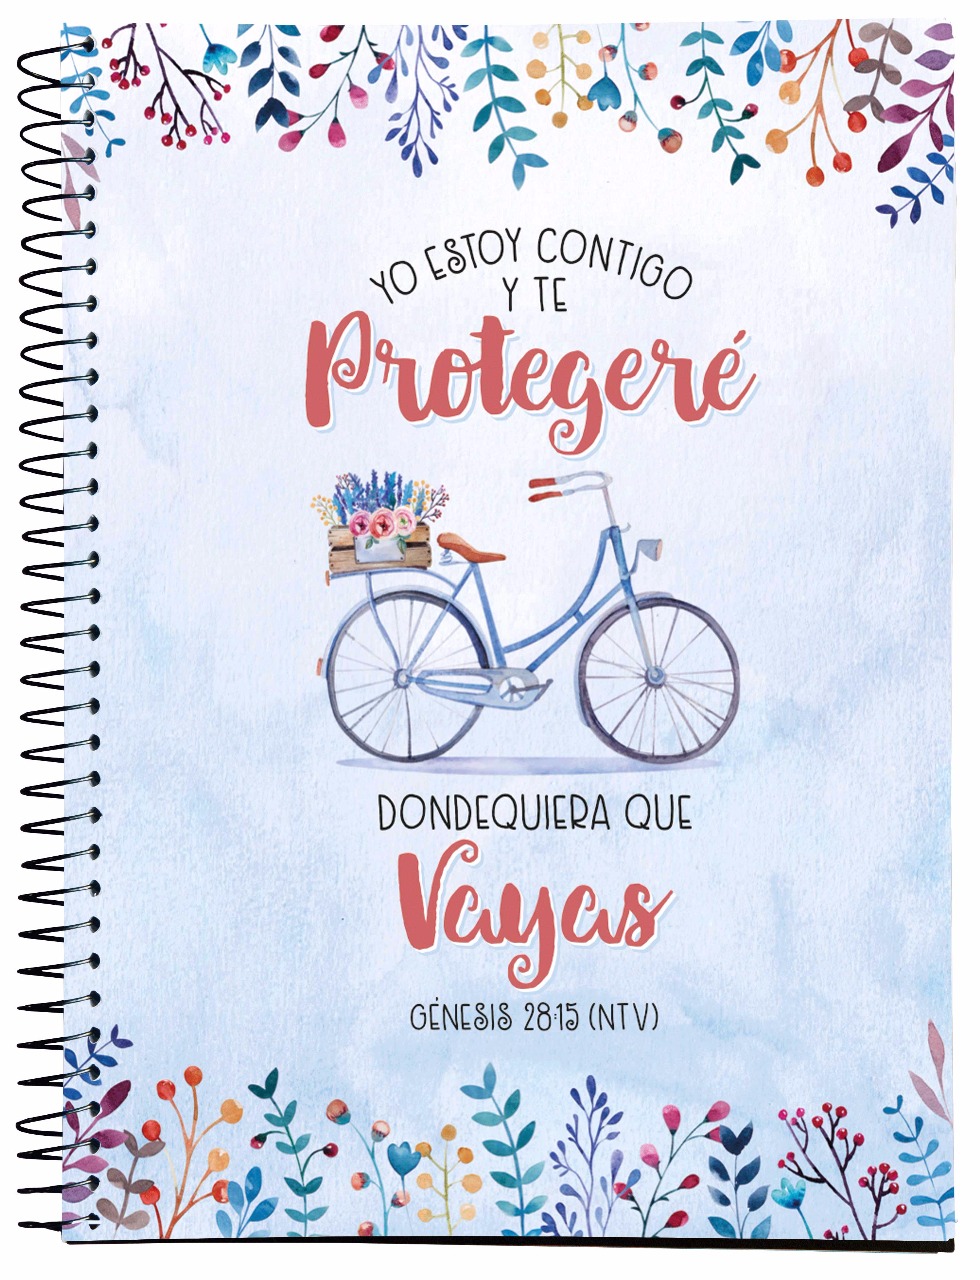 YO ESTOY CONTIGO
Y TE
Protegeré
DONDEQUIERA QUE
Vayas
GÉNESIS 28:15 (NTV)